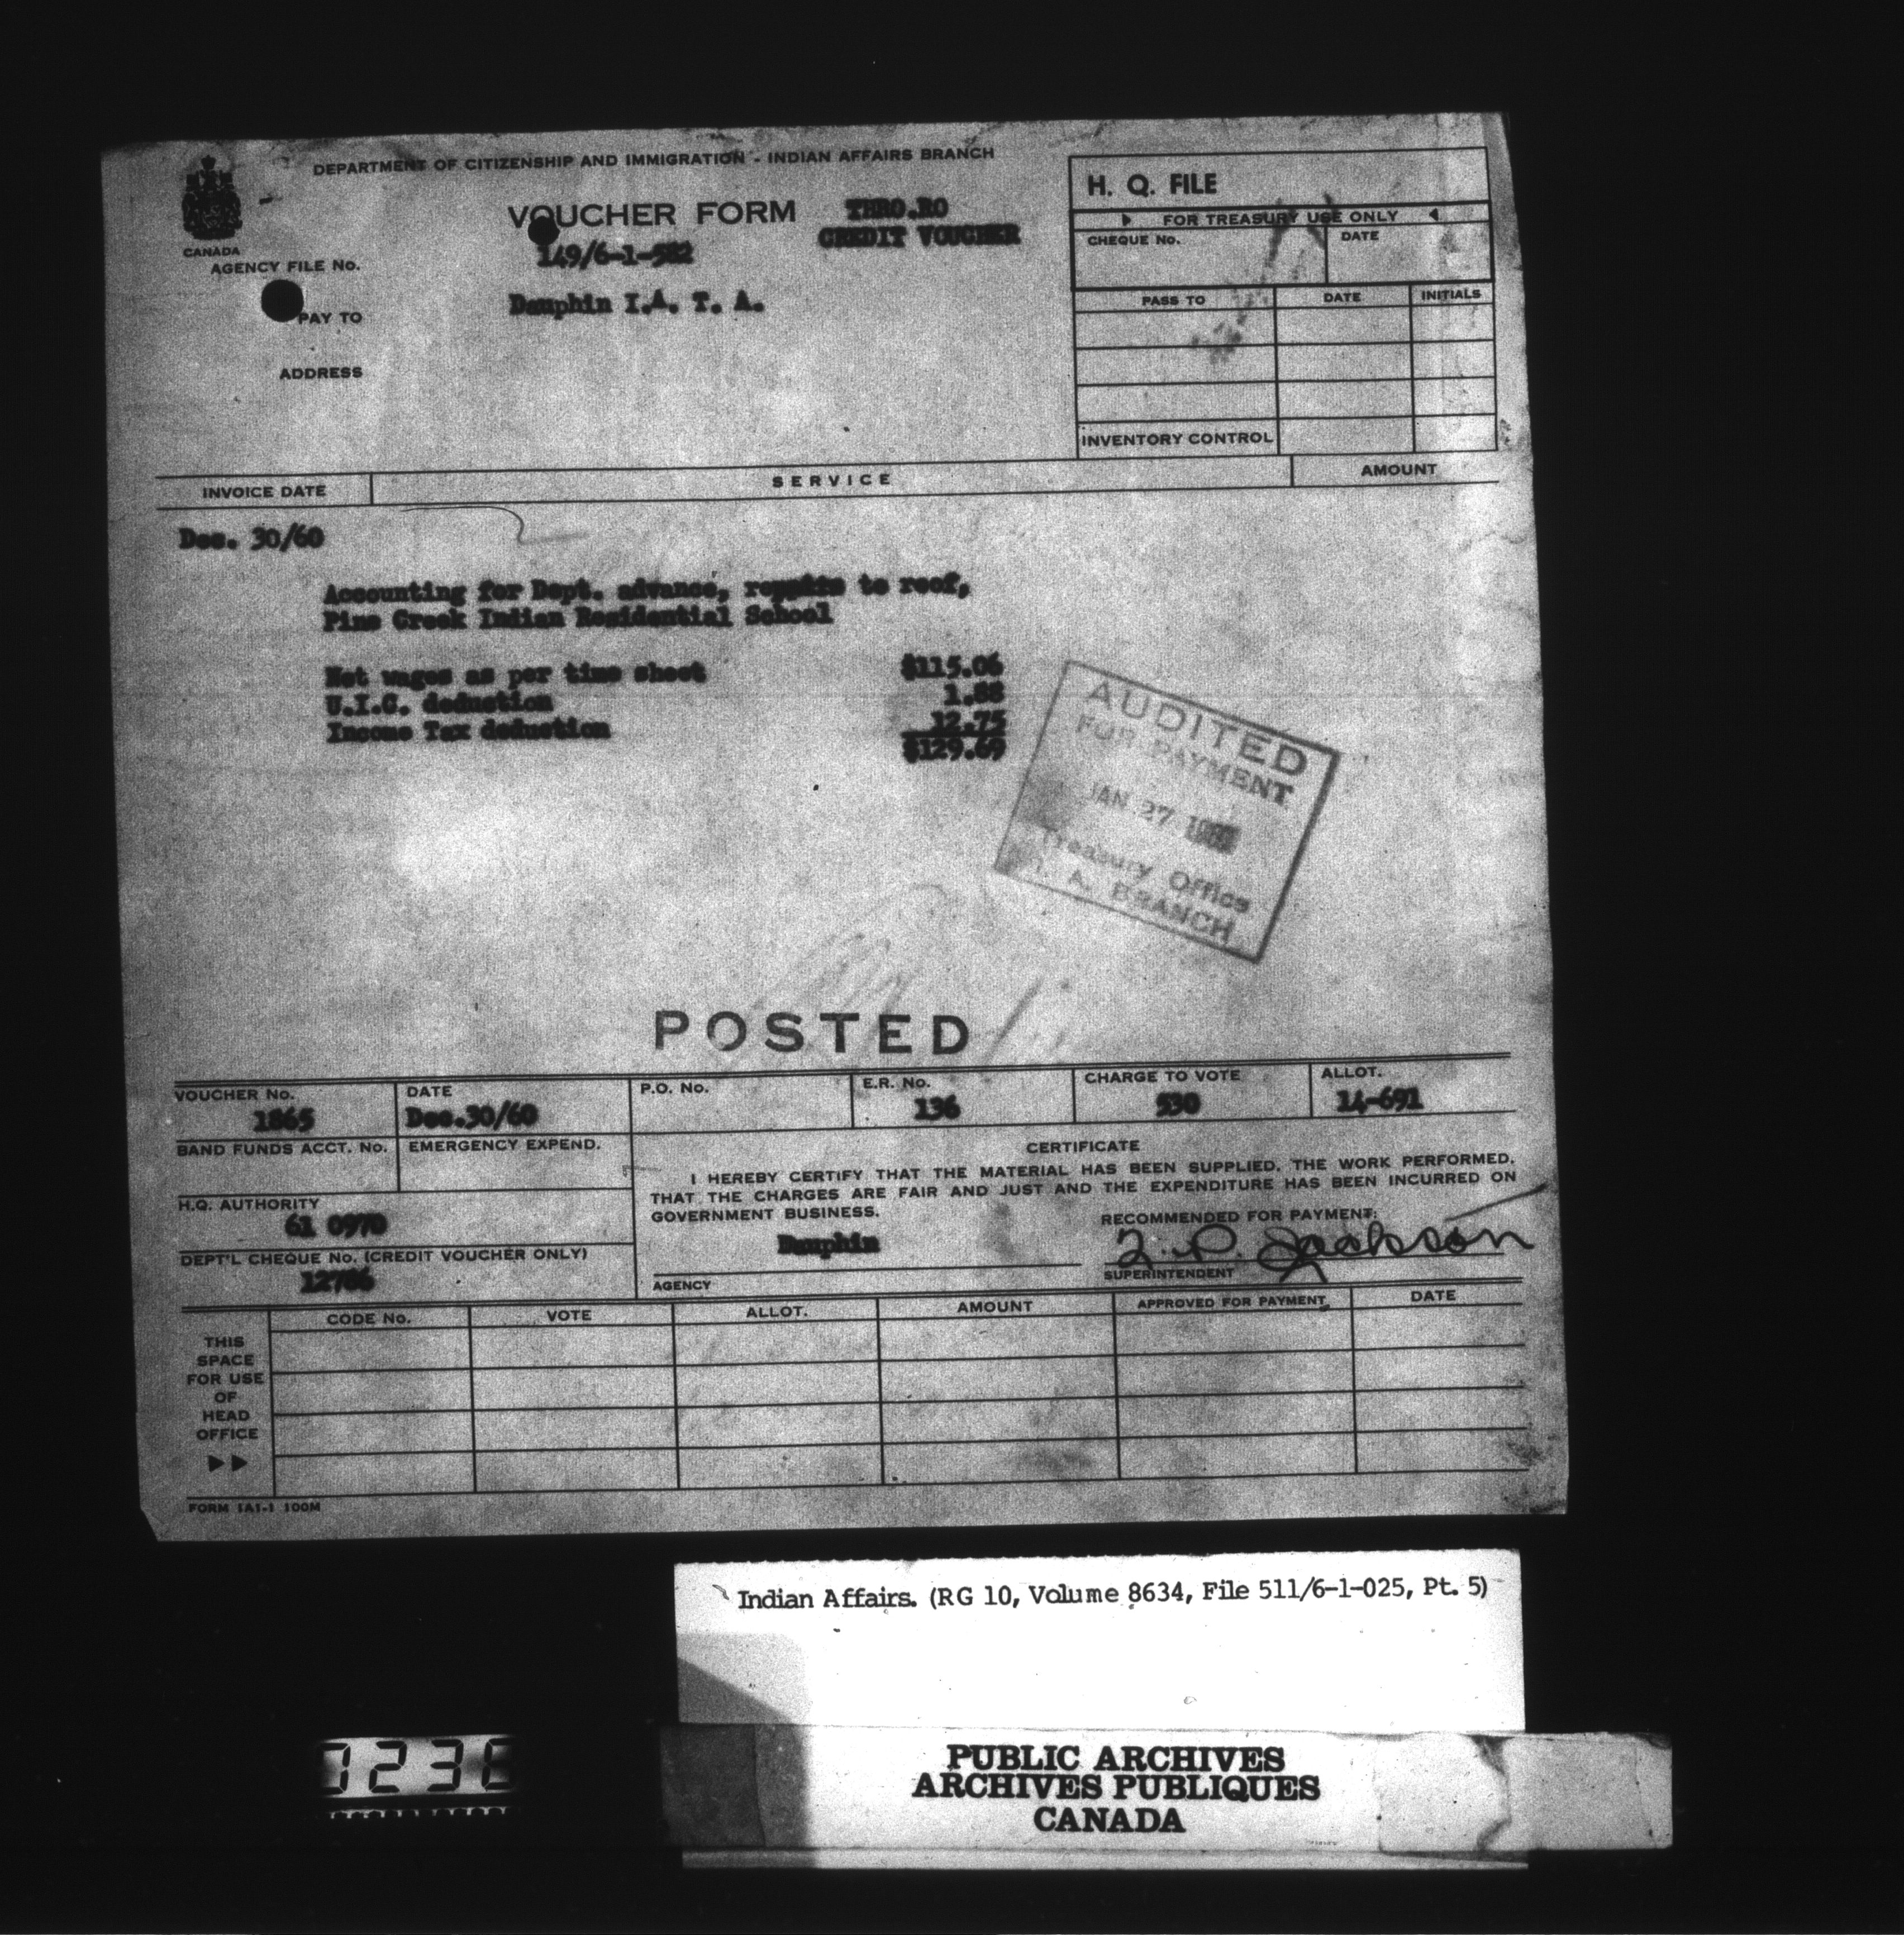 DEPARTMENT OF CITIZENSHIP AND IMMIGRATION - INDIAN AFFAIRS BRANCH
CANADA
VOUCHER FORM
THRO.RO
CREDIT VOUCHER
AGENCY FILE No.
149/6-1-522
PAY TO
Dauphin I.A. T. A.
ADDRESS
H. Q. FILE
FOR TREASURY USE ONLY
CHEQUE No. DATE
PASS TO DATE INITIALS
INVENTORY CONTROL
INVOICE DATE SERVICE AMOUNT
Dec. 30/60
Accounting for Dept. advance, repairs to roof,
Pine Creek Indian Residential School
Net wages as per time sheet $115.06
U.I.C. deduction 1.88
Income Tax deduction 12.75
$129.69
AUDITED
FOR PAYMENT
JAN 27
Treasury Office
I. A. BRANCH
POSTED
VOUCHER No. DATE P.O. No. E.R. No. CHARGE TO VOTE ALLOT.
1865 Dec.30/60 136 530 14-691
BAND FUNDS ACCT. No. EMERGENCY EXPEND.
H.Q. AUTHORITY
61 0970
DEPT'L CHEQUE No. (CREDIT VOUCHER ONLY)
12786
CERTIFICATE
I HEREBY CERTIFY THAT THE MATERIAL HAS BEEN SUPPLIED, THE WORK PERFORMED,
THAT THE CHARGES ARE FAIR AND JUST AND THE EXPENDITURE HAS BEEN INCURRED ON
GOVERNMENT BUSINESS.
RECOMMENDED FOR PAYMENT:
Dauphin
Jackson
AGENCY
SUPERINTENDENT
CODE No. VOTE ALLOT. AMOUNT APPROVED FOR PAYMENT DATE
THIS
SPACE
FOR USE
OF
HEAD
OFFICE
FORM 1A1-1 100M
Indian Affairs. (RG 10, Volume 8634, File 511/6-1-025, Pt. 5)
PUBLIC ARCHIVES
ARCHIVES PUBLIQUES
CANADA